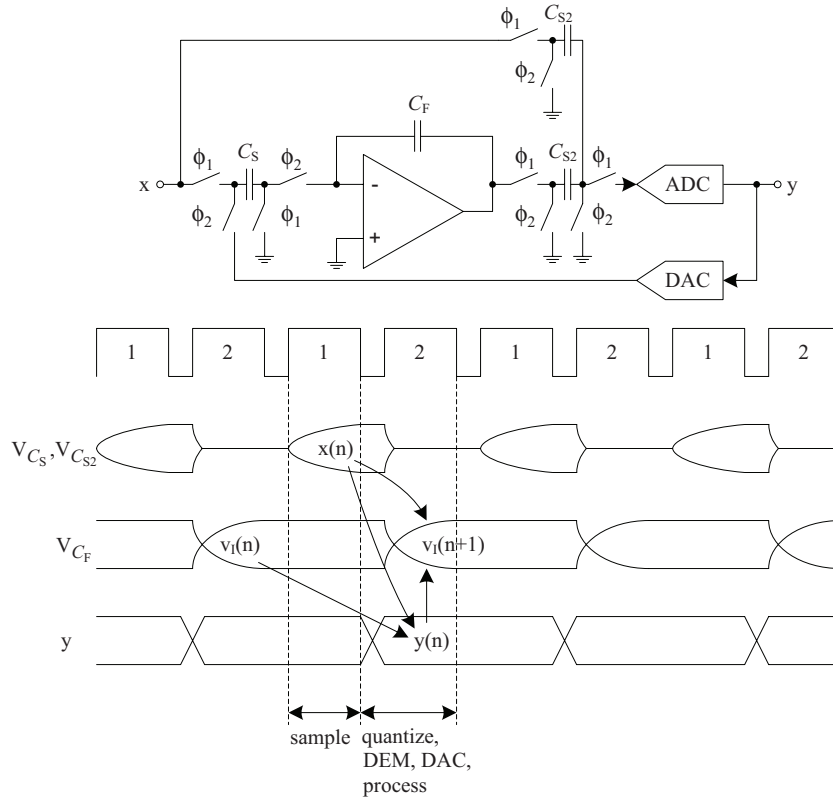 ϕ1 CS2
ϕ2
CF
ϕ1 CS ϕ2 ϕ1 CS2 ϕ1
x - ADC y
ϕ2 ϕ1 + ϕ2 ϕ2
DAC
1 2 1 2 1 2 1 2
VCS, VCS2 x(n)
VCF vI(n) vI(n+1)
y y(n)
sample quantize,
DEM, DAC,
process